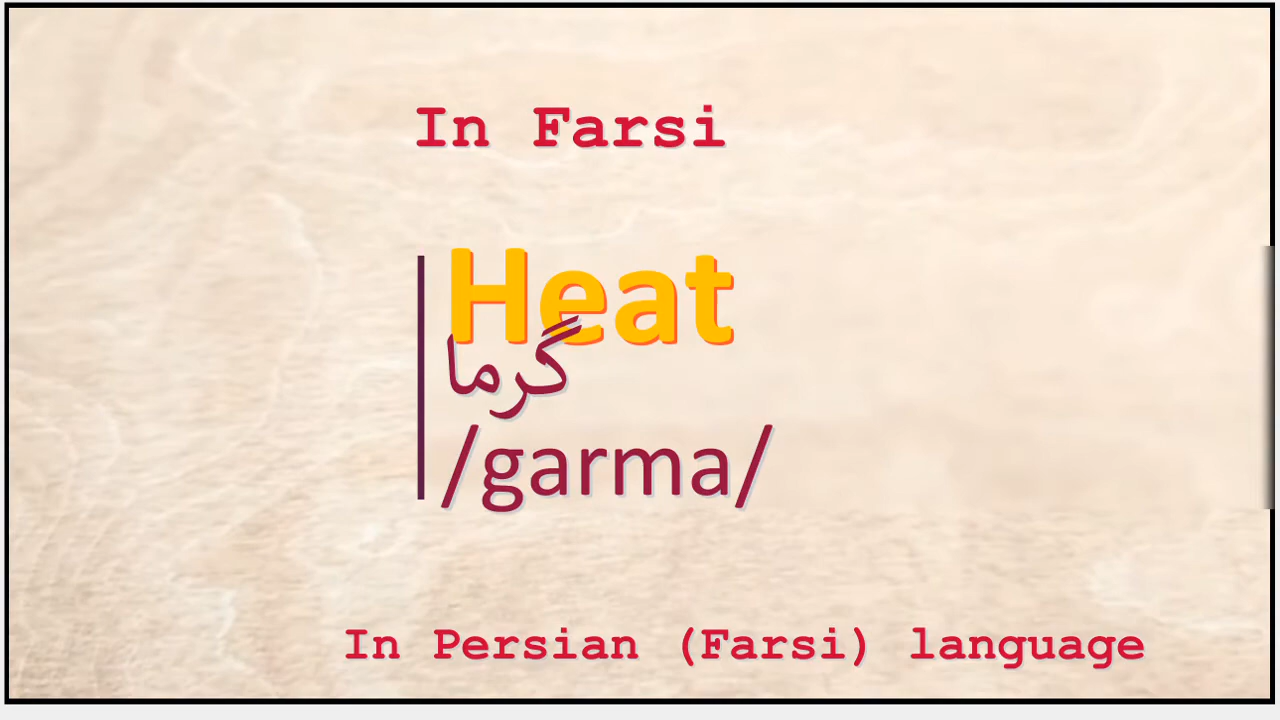 In Farsi
Heat
گرما
/garma/
In Persian (Farsi) language